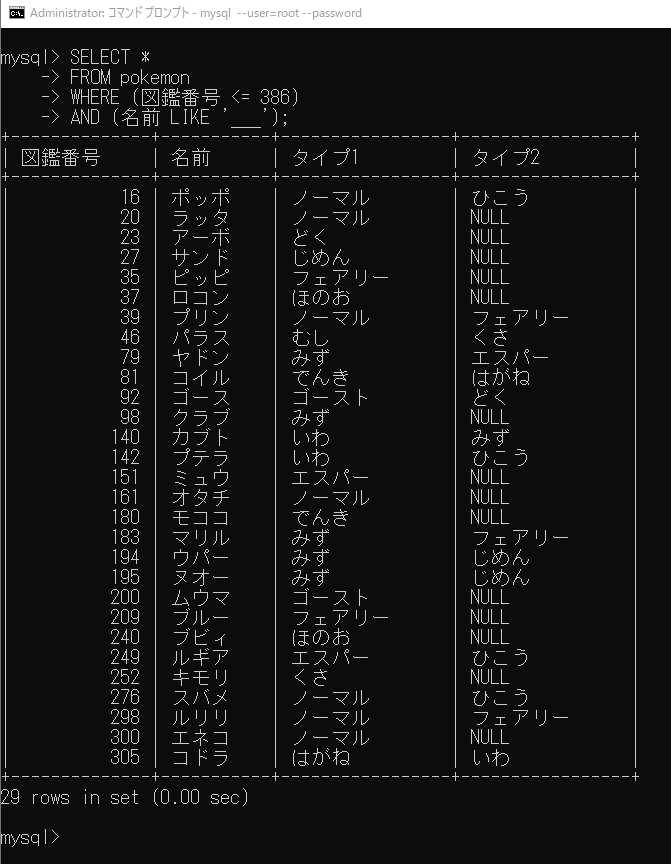 Administrator: コマンドプロンプト - mysql --user=root --password
mysql> SELECT *
-> FROM pokemon
-> WHERE (図鑑番号 <= 386)
-> AND (名前 LIKE '___');
+--------------+-----------+-----------------+-----------------+
| 図鑑番号 | 名前 | タイプ1 | タイプ2 |
+--------------+-----------+-----------------+-----------------+
| 16 | ポッポ | ノーマル | ひこう |
| 20 | ラッタ | ノーマル | NULL |
| 23 | アーボ | どく | NULL |
| 27 | サンド | じめん | NULL |
| 35 | ピッピ | フェアリー | NULL |
| 37 | ロコン | ほのお | NULL |
| 39 | プリン | ノーマル | フェアリー |
| 46 | パラス | むし | くさ |
| 79 | ヤドン | みず | エスパー |
| 81 | コイル | でんき | はがね |
| 92 | ゴース | ゴースト | どく |
| 98 | クラブ | みず | NULL |
| 140 | カブト | いわ | みず |
| 142 | プテラ | いわ | ひこう |
| 151 | ミュウ | エスパー | NULL |
| 161 | オタチ | ノーマル | NULL |
| 180 | モココ | でんき | NULL |
| 183 | マリル | みず | フェアリー |
| 194 | ウパー | みず | じめん |
| 195 | ヌオー | みず | じめん |
| 200 | ムウマ | ゴースト | NULL |
| 209 | ブルー | フェアリー | NULL |
| 240 | ブビィ | ほのお | NULL |
| 249 | ルギア | エスパー | ひこう |
| 252 | キモリ | くさ | NULL |
| 276 | スバメ | ノーマル | ひこう |
| 298 | ルリリ | ノーマル | フェアリー |
| 300 | エネコ | ノーマル | NULL |
| 305 | コドラ | はがね | いわ |
+--------------+-----------+-----------------+-----------------+
29 rows in set (0.00 sec)
mysql>